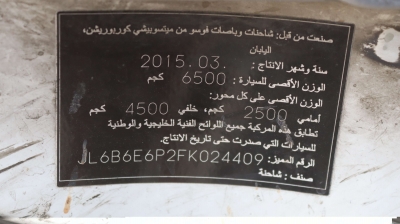 صنعت من قبل: شاحنات وباصات فوسو من ميتسوبيشي كوربوريشن,
اليابان
سنة وشهر الانتاج : 2015.03.
الوزن الأقصى للسيارة : 6500 كجم
الوزن الأقصى على كل محور:
أمامي 2500 كجم، خلفي 4500 كجم
تطابق هذه المركبة جميع اللوائح الفنية الخليجية والوطنية
للسيارات التي صدرت حتى تاريخ الانتاج.
الرقم المميز: JL6B6E6P2FK024409
صنف : شاحنة